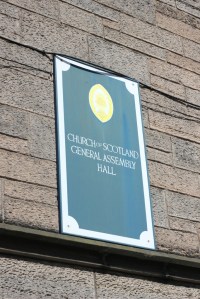 CHURCH OF SCOTLAND
GENERAL ASSEMBLY
HALL